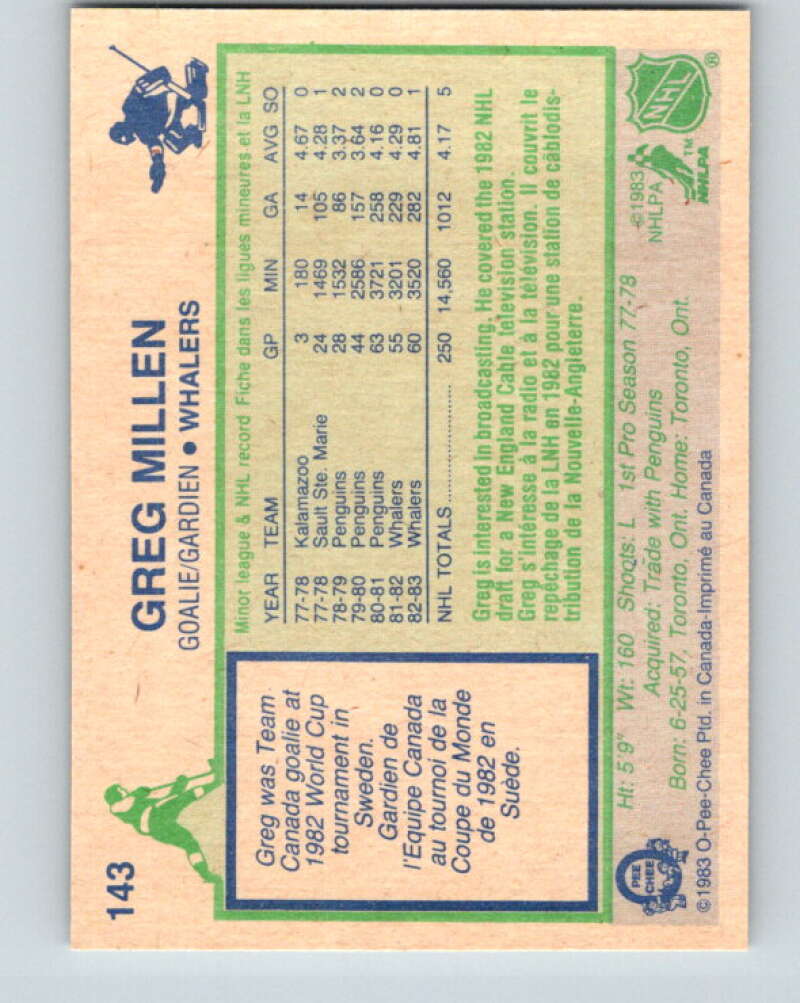 143
GREG MILLEN
GOALIE/GARDIEN ● WHALERS
Greg was Team
Canada goalie at
1982 World Cup
tournament in
Sweden.
Gardien de
l'Equipe Canada
au tournoi de la
Coupe du Monde
de 1982 en
Suède.
Minor league & NHL record Fiche dans les ligues mineures et la LNH
YEAR TEAM GP MIN GA AVG SO
77-78 Kalamazoo 3 180 14 4.67 0
77-78 Sault Ste. Marie 24 1469 105 4.28 1
78-79 Penguins 28 1532 86 3.37 2
79-80 Penguins 44 2586 157 3.64 2
80-81 Penguins 63 3721 258 4.16 0
81-82 Whalers 55 3201 229 4.29 0
82-83 Whalers 60 3520 282 4.81 1
NHL TOTALS 250 14,560 1012 4.17 5
Greg is interested in broadcasting. He covered the 1982 NHL
draft for a New England Cable television station.
Greg s'intéresse à la radio et à la télévision. Il couvrit le
repêchage de la LNH en 1982 pour une station de câblodis-
tribution de la Nouvelle-Angleterre.
Ht: 5'9" Wt: 160 Shoots: L 1st Pro Season 77-78
Acquired: Trade with Penguins
Born: 6-25-57, Toronto, Ont. Home: Toronto, Ont.
©1983 O-Pee-Chee Ptd. in Canada-Imprimé au Canada
PEE
CHEE
©1983
NHLPA
NHLPA
TM
NHL
®